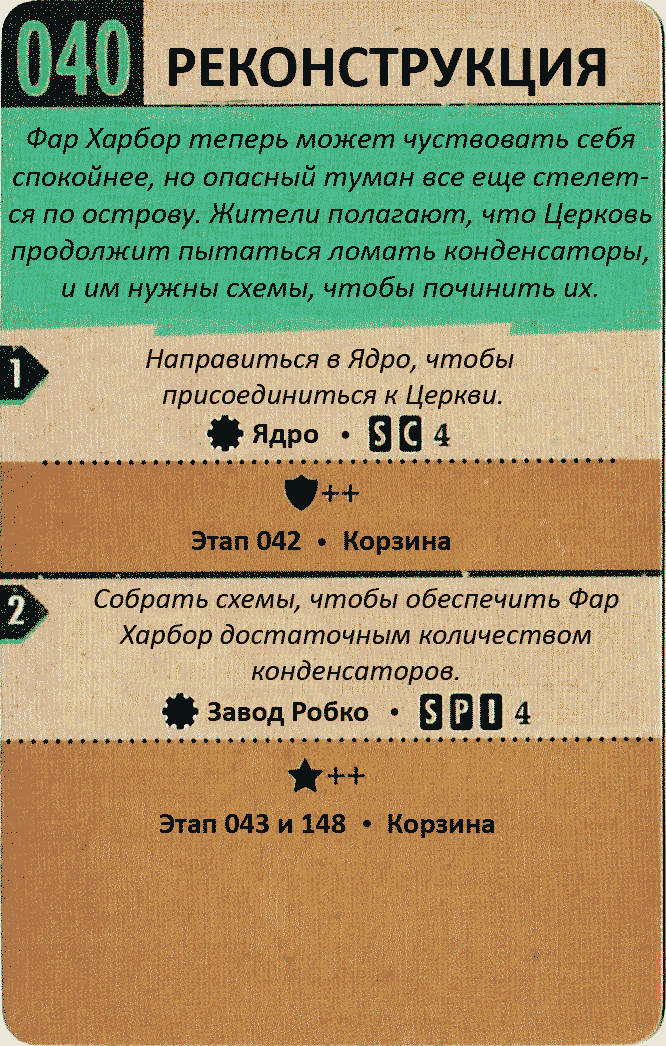 040 РЕКОНСТРУКЦИЯ
Фар Харбор теперь может чуствовать себя
спокойнее, но опасный туман все еще стелет-
ся по острову. Жители полагают, что Церковь
продолжит пытаться ломать конденсаторы,
и им нужны схемы, чтобы починить их.
1
Направиться в Ядро, чтобы
присоединиться к Церкви.
Ядро • S C 4
++
Этап 042 • Корзина
2
Собрать схемы, чтобы обеспечить Фар
Харбор достаточным количеством
конденсаторов.
Завод Робко • S P I 4
++
Этап 043 и 148 • Корзина